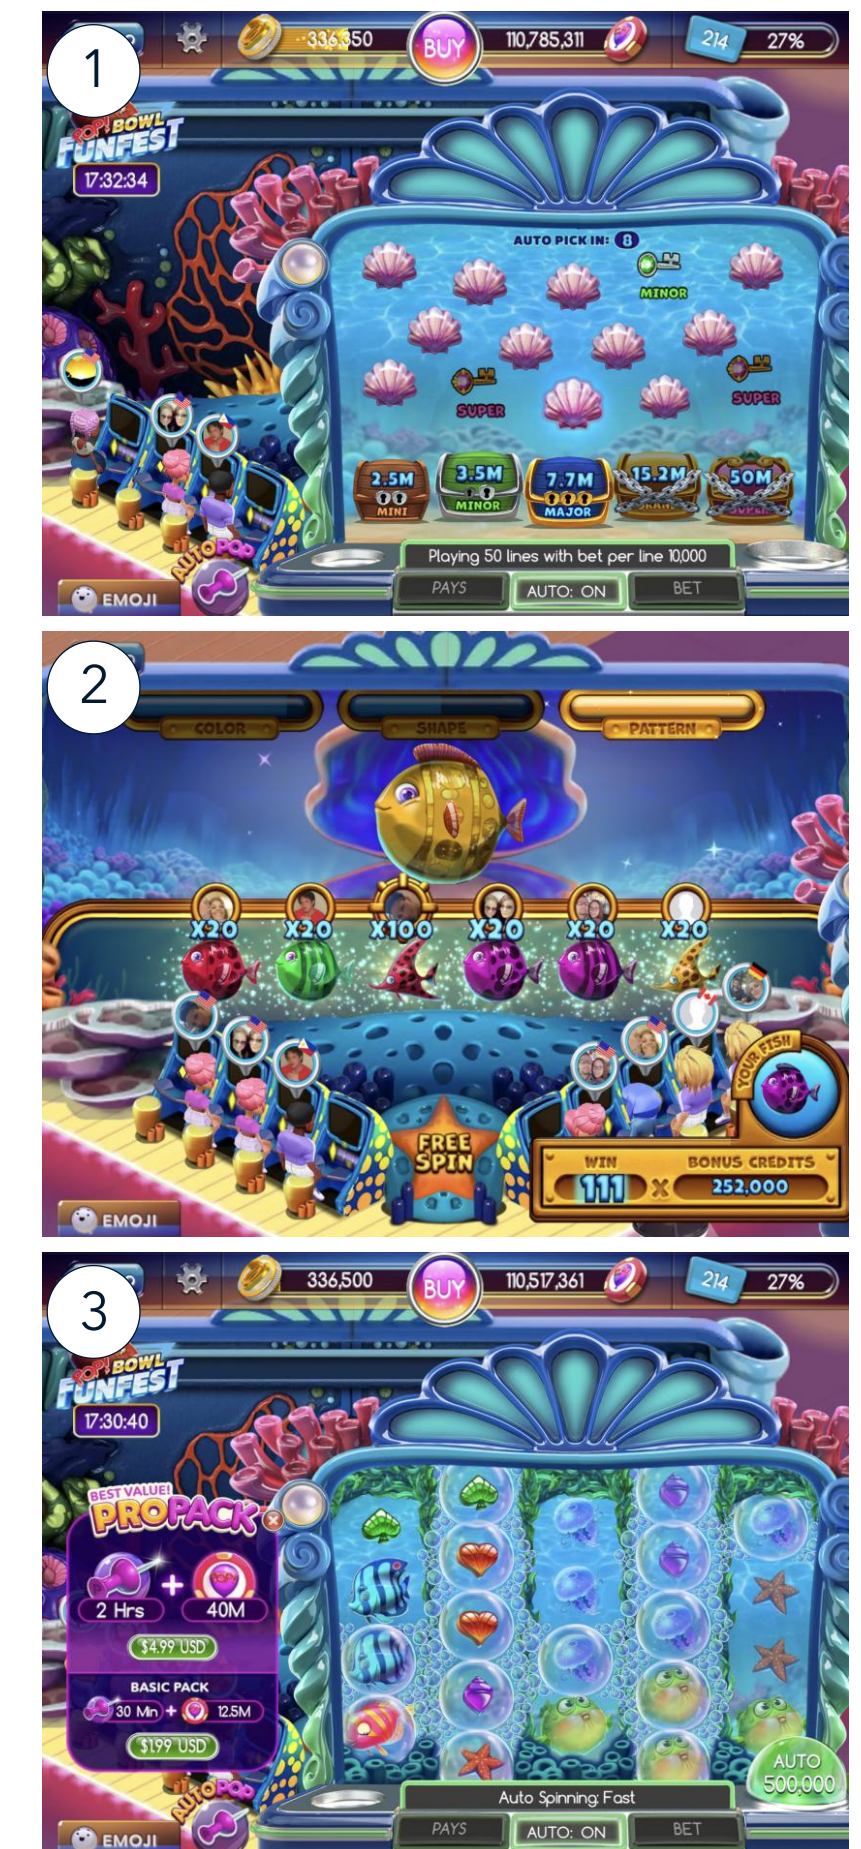 1
336,350
BUY
110,785,311
214
27%
POP! BOWL
FUNFEST
17:32:34
AUTO PICK IN: 8
MINOR
SUPER
SUPER
2.5M
MINI
3.5M
MINOR
7.7M
MAJOR
15.2M
50M
SUPER
Playing 50 lines with bet per line 10,000
AUTOPOP
EMOJI
PAYS
AUTO: ON
BET
2
COLOR
SHAPE
PATTERN
X20
X20
X100
X20
X20
X20
YOUR FISH
FREE
SPIN
WIN
BONUS CREDITS
111 X 252,000
EMOJI
3
336,500
BUY
110,517,361
214
27%
POP! BOWL
FUNFEST
17:30:40
BEST VALUE!
PROPACK
+
2 Hrs
40M
$4.99 USD
BASIC PACK
30 Min + 12.5M
$1.99 USD
AUTO
500,000
Auto Spinning: Fast
AUTOPOP
EMOJI
PAYS
AUTO: ON
BET